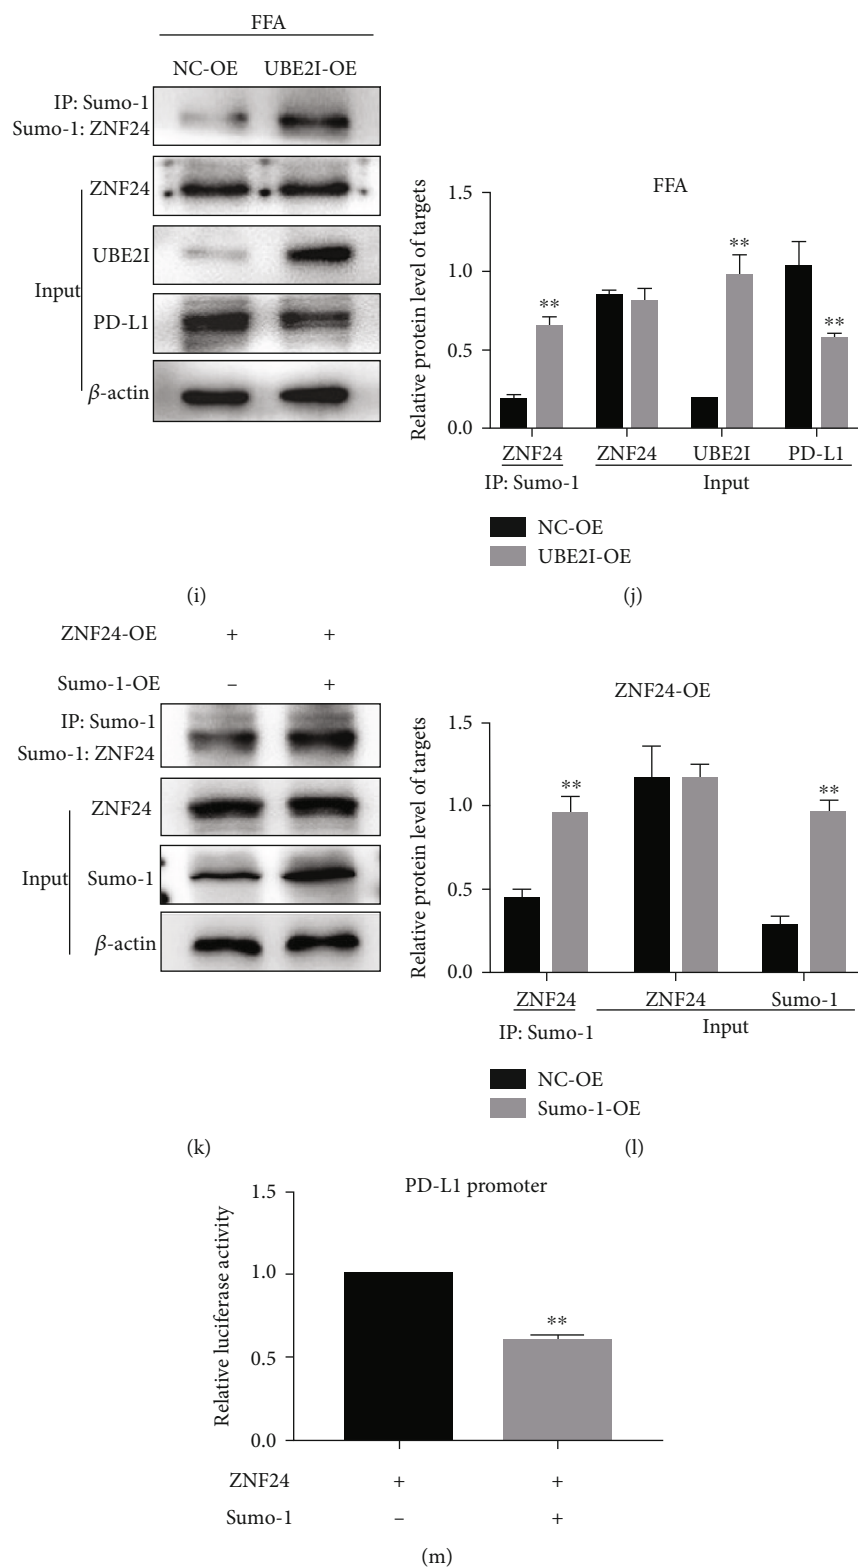 FFA
NC-OE UBE2I-OE
IP: Sumo-1
Sumo-1: ZNF24
ZNF24
UBE2I
Input
PD-L1
β-actin
(i)
FFA
Relative protein level of targets
1.5
1.0
0.5
0.0
** ** **
ZNF24 ZNF24 UBE2I PD-L1
IP: Sumo-1 Input
NC-OE
UBE2I-OE
(j)
ZNF24-OE + +
Sumo-1-OE – +
IP: Sumo-1
Sumo-1: ZNF24
ZNF24
Input Sumo-1
β-actin
(k)
ZNF24-OE
Relative protein level of targets
1.5
1.0
0.5
0.0
** **
ZNF24 ZNF24 Sumo-1
IP: Sumo-1 Input
NC-OE
Sumo-1-OE
(l)
PD-L1 promoter
Relative luciferase activity
1.5
1.0
0.5
0.0
**
ZNF24 + +
Sumo-1 – +
(m)